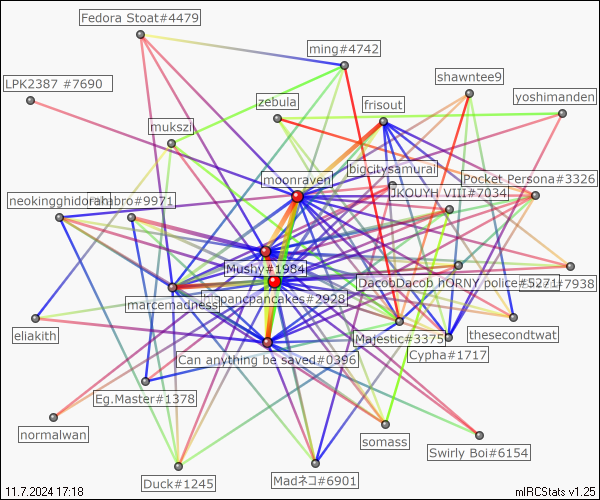 Fedora Stoat#4479
ming#4742
shawntee9
LPK2387 #7690
zebula
frisout
yoshimanden
mukszi
bigcitysamurai
moonraven
Pocket Persona#3326
JKOUYH VIII#7034
neokingghidorah
#9971
Mushy#1984
DacobDacob hORNY police#5271
#7938
pancpancakes#2928
marcemadness
eliakith
Majestic#3375
thesecondtwat
Cypha#1717
Can anything be saved#0396
Eg.Master#1378
normalwan
somass
Swirly Boi#6154
Duck#1245
Madネコ#6901
11.7.2024 17:18
mIRCStats v1.25